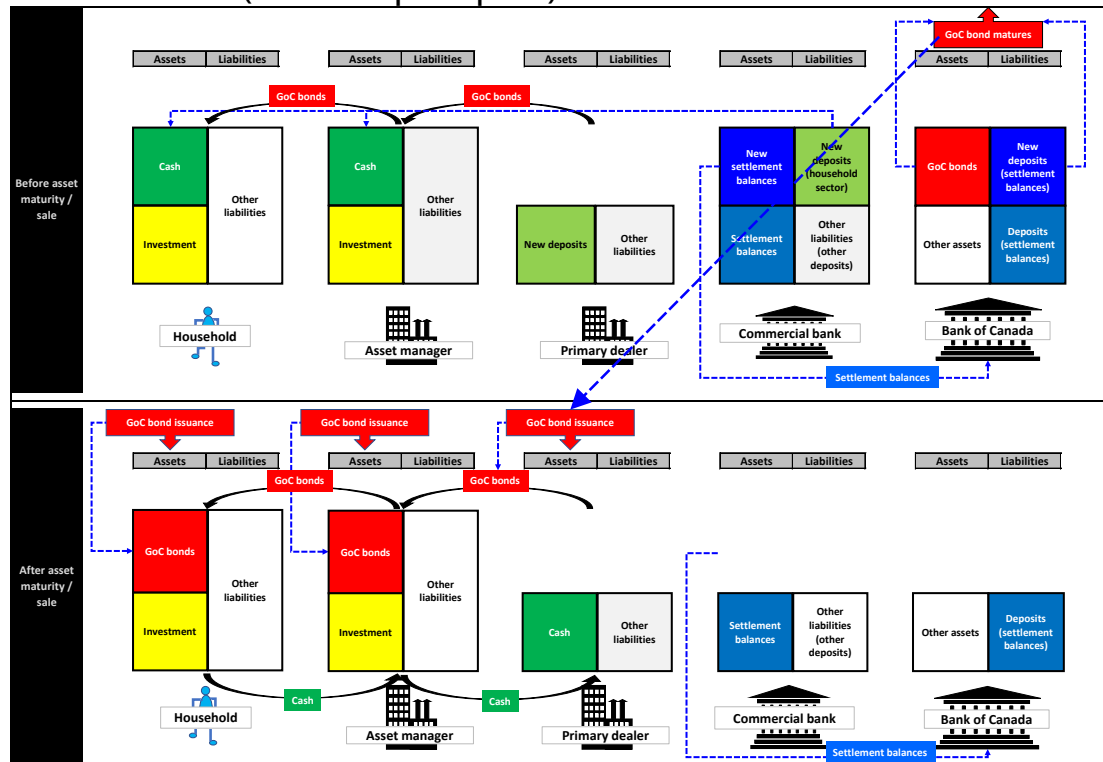 GoC bond matures
Assets Liabilities Assets Liabilities Assets Liabilities Assets Liabilities Assets Liabilities
GoC bonds GoC bonds
Before asset
maturity /
sale
Cash
Investment
Other
liabilities
Cash
Investment
Other
liabilities
New deposits
Other
liabilities
New
settlement
balances
New
deposits
(household
sector)
Settlement
balances
Other
liabilities
(other
deposits)
GoC bonds
New
deposits
(settlement
balances)
Other assets
Deposits
(settlement
balances)
Household
Asset manager
Primary dealer
Commercial bank
Bank of Canada
Settlement balances
GoC bond issuance GoC bond issuance GoC bond issuance
Assets Liabilities Assets Liabilities Assets Liabilities Assets Liabilities Assets Liabilities
GoC bonds GoC bonds
After asset
maturity /
sale
GoC bonds
Investment
Other
liabilities
GoC bonds
Investment
Other
liabilities
Cash
Other
liabilities
Settlement
balances
Other
liabilities
(other
deposits)
Other assets
Deposits
(settlement
balances)
Cash Cash
Household
Asset manager
Primary dealer
Commercial bank
Bank of Canada
Settlement balances